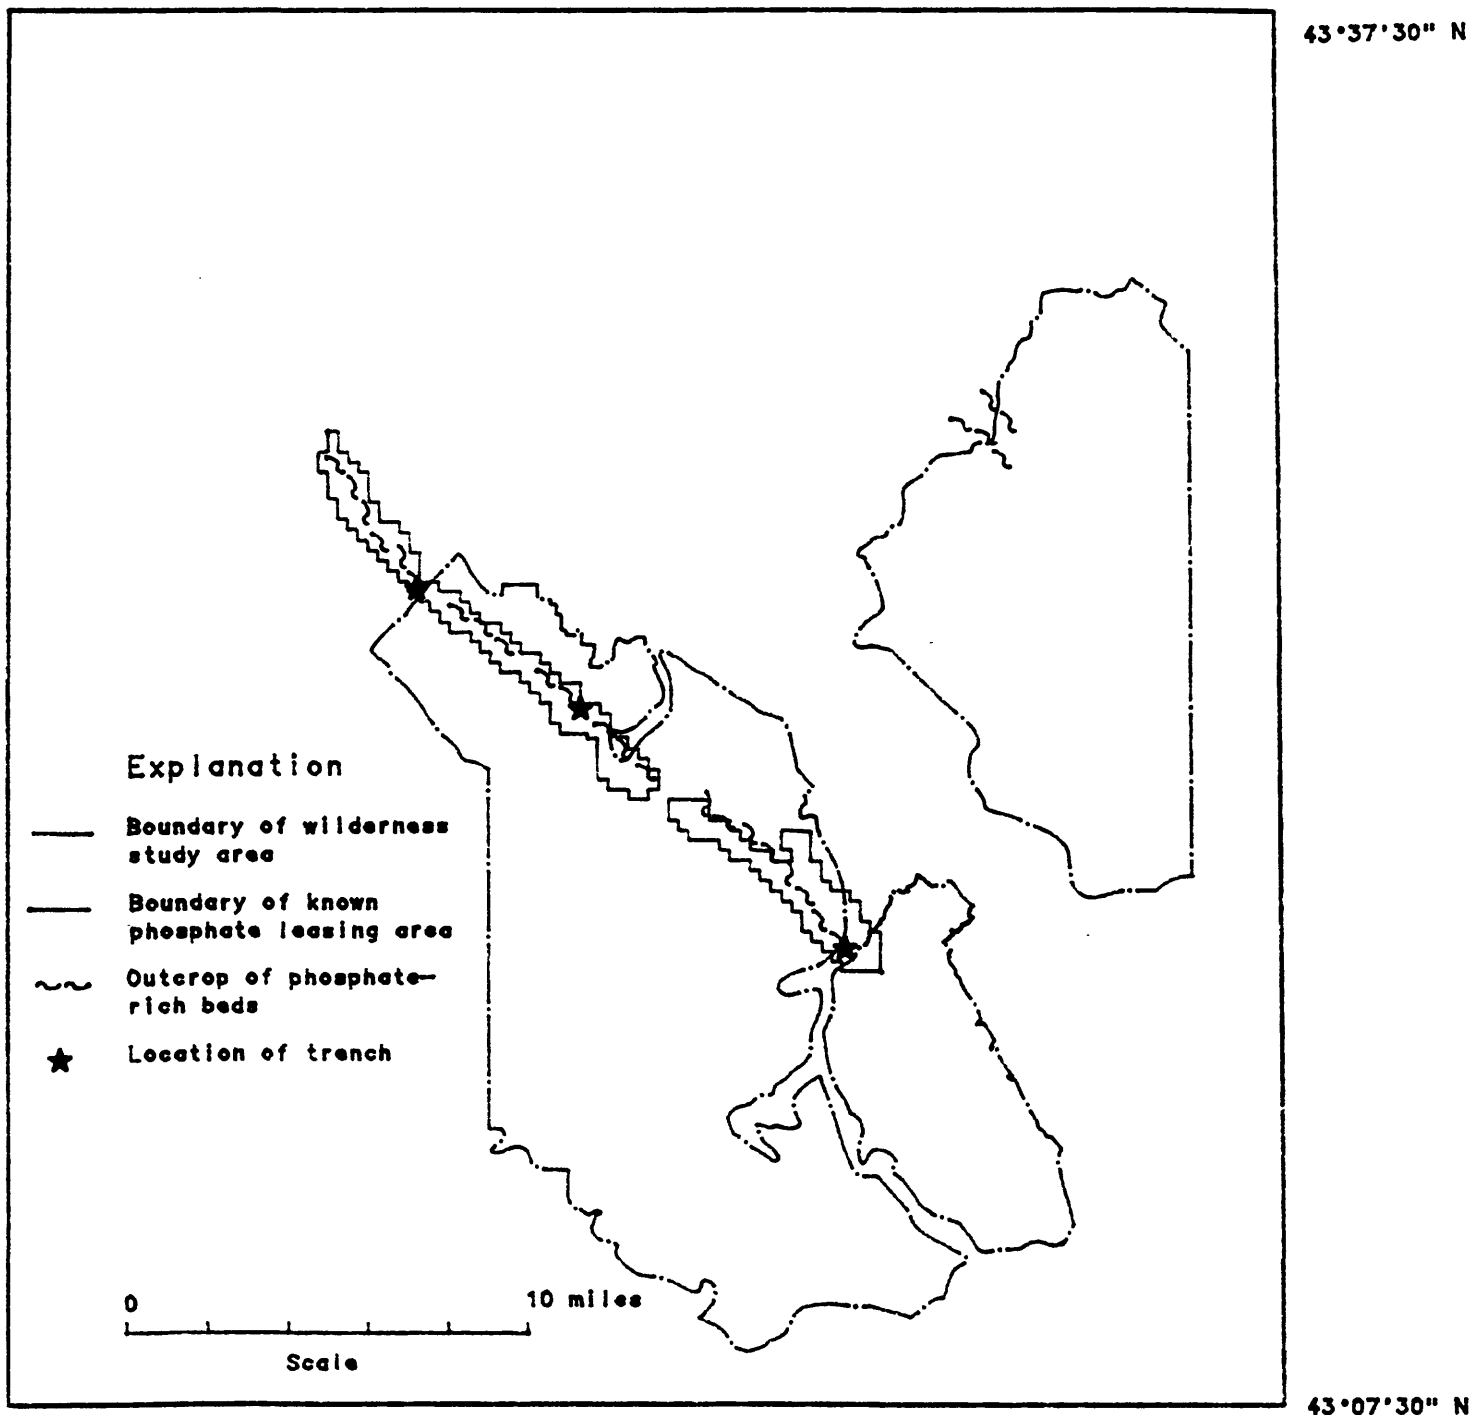 43°37'30" N
Explanation
Boundary of wilderness
study area
Boundary of known
phosphate leasing area
Outcrop of phosphate-
rich beds
Location of trench
0 10 miles
Scale
43°07'30" N